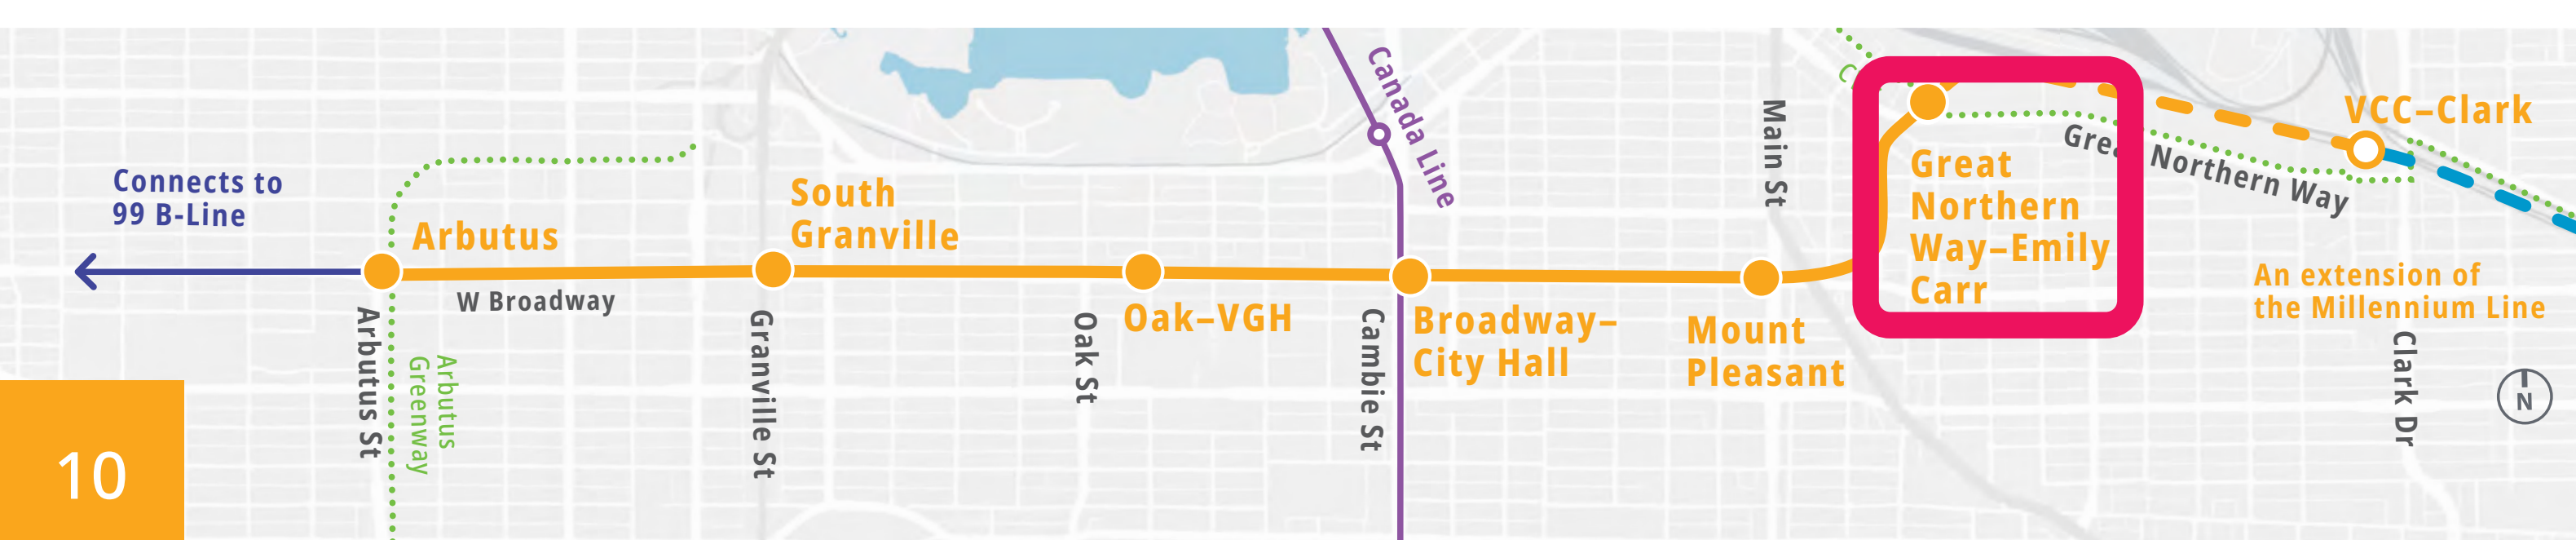 Connects to
99 B-Line
Arbutus
W Broadway
Arbutus St
Arbutus
Greenway
South
Granville
Granville St
Oak St
Oak–VGH
Canada Line
Cambie St
Broadway–
City Hall
Main St
Mount
Pleasant
Great
Northern
Way–Emily
Carr
Northern Way
VCC–Clark
An extension of
the Millennium Line
Clark Dr
N
10